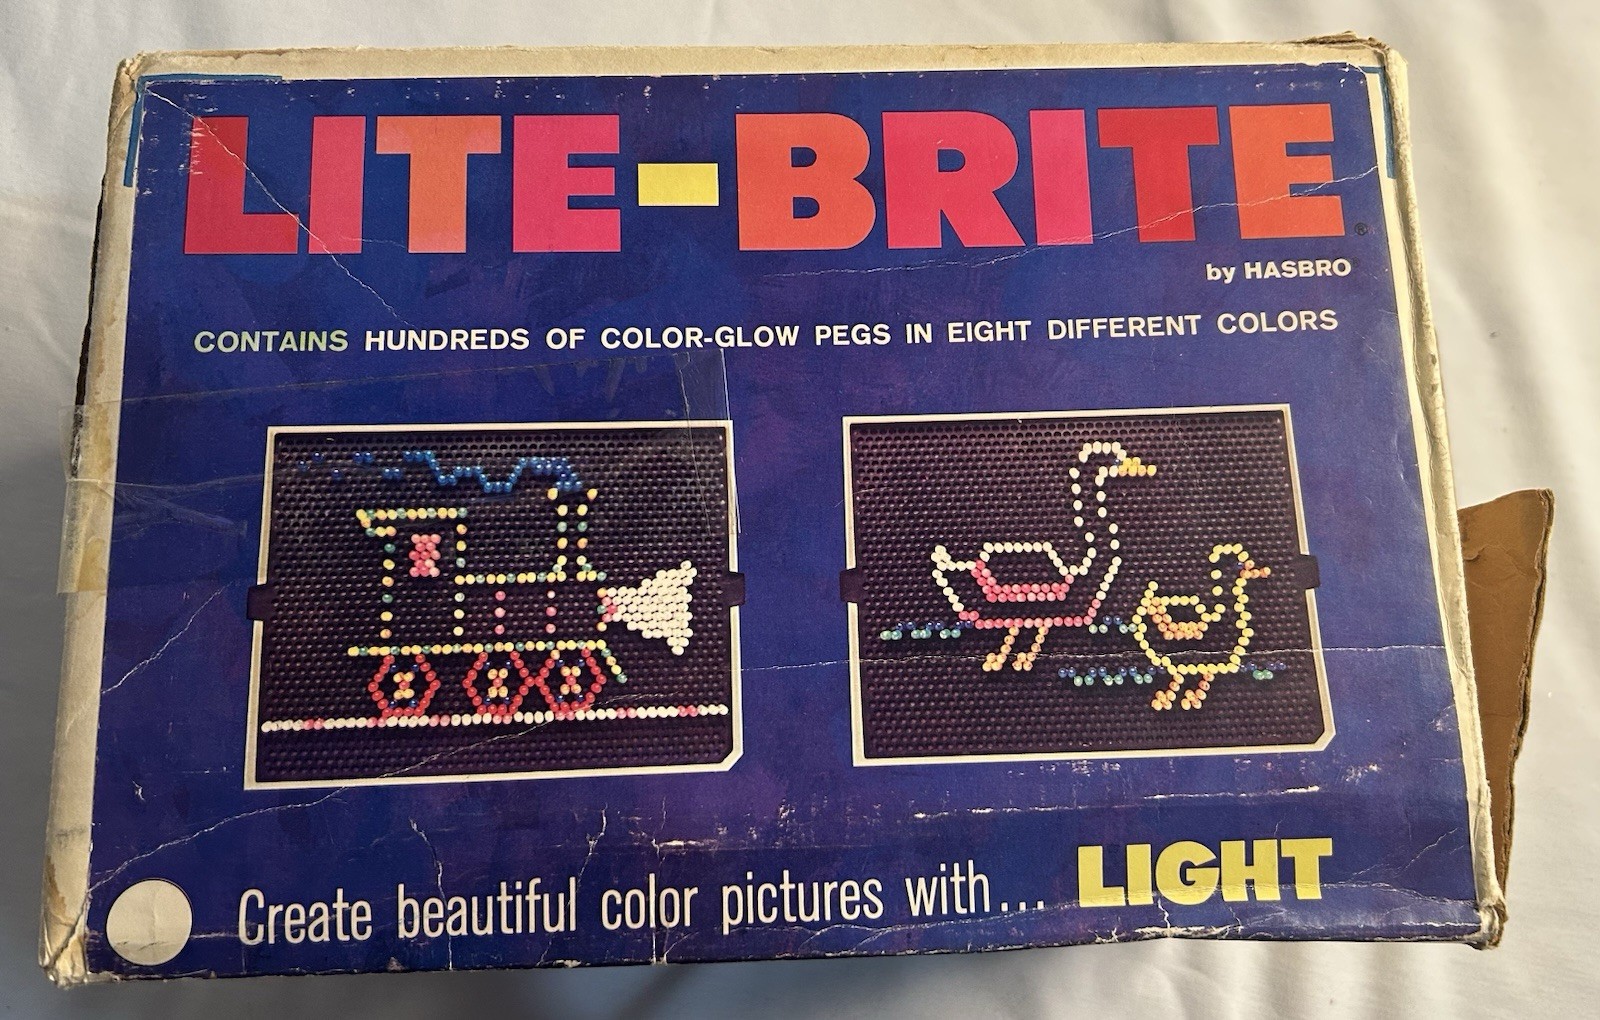 LITE-BRITE®
by HASBRO
CONTAINS HUNDREDS OF COLOR-GLOW PEGS IN EIGHT DIFFERENT COLORS
Create beautiful color pictures with... LIGHT